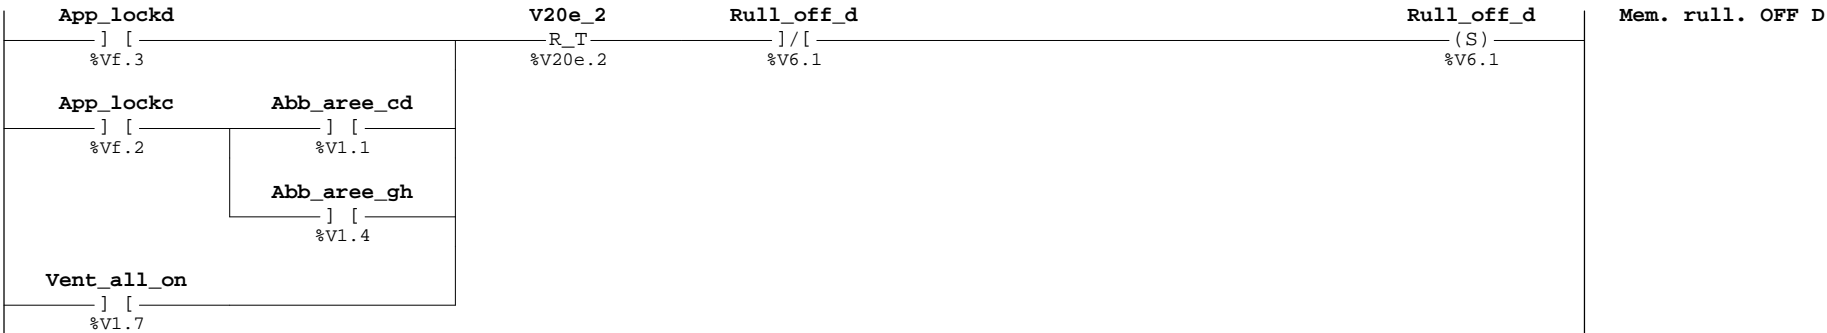 App_lockd V20e_2 Rull_off_d Rull_off_d Mem. rull. OFF D
] [ R_T ]/[ (S)
%Vf.3 %V20e.2 %V6.1 %V6.1
App_lockc Abb_aree_cd
] [ ] [
%Vf.2 %V1.1
Abb_aree_gh
] [
%V1.4
Vent_all_on
] [
%V1.7